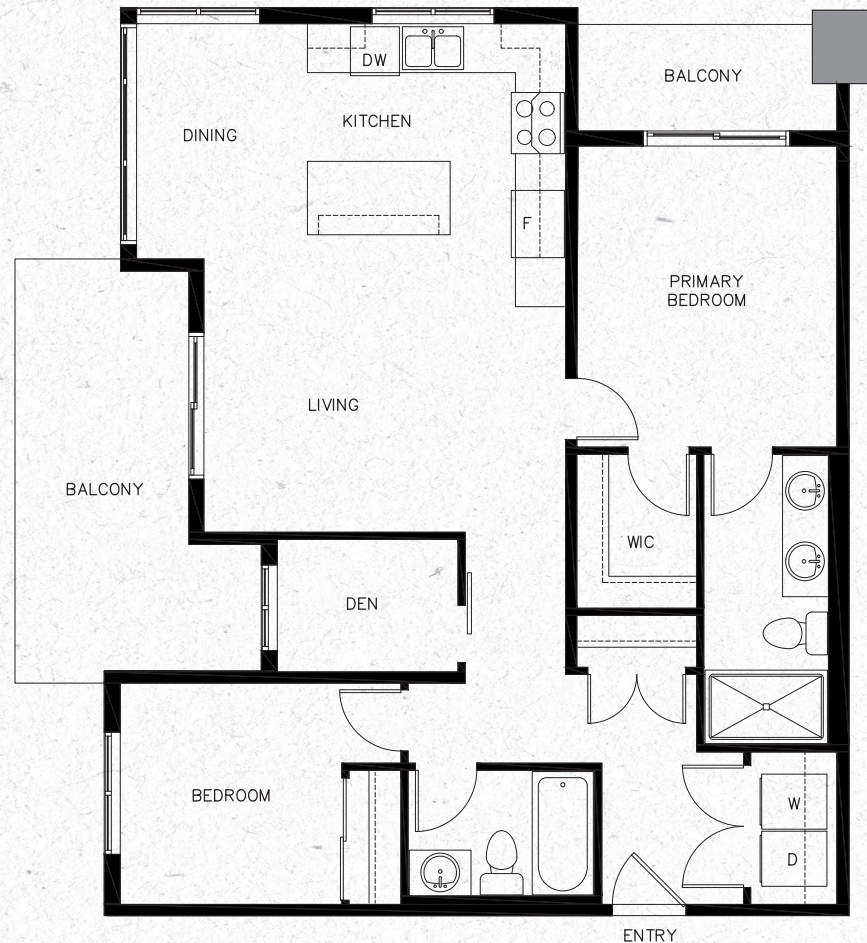 DW
BALCONY
KITCHEN
DINING
F
PRIMARY
BEDROOM
LIVING
BALCONY
WIC
DEN
BEDROOM
W
D
ENTRY